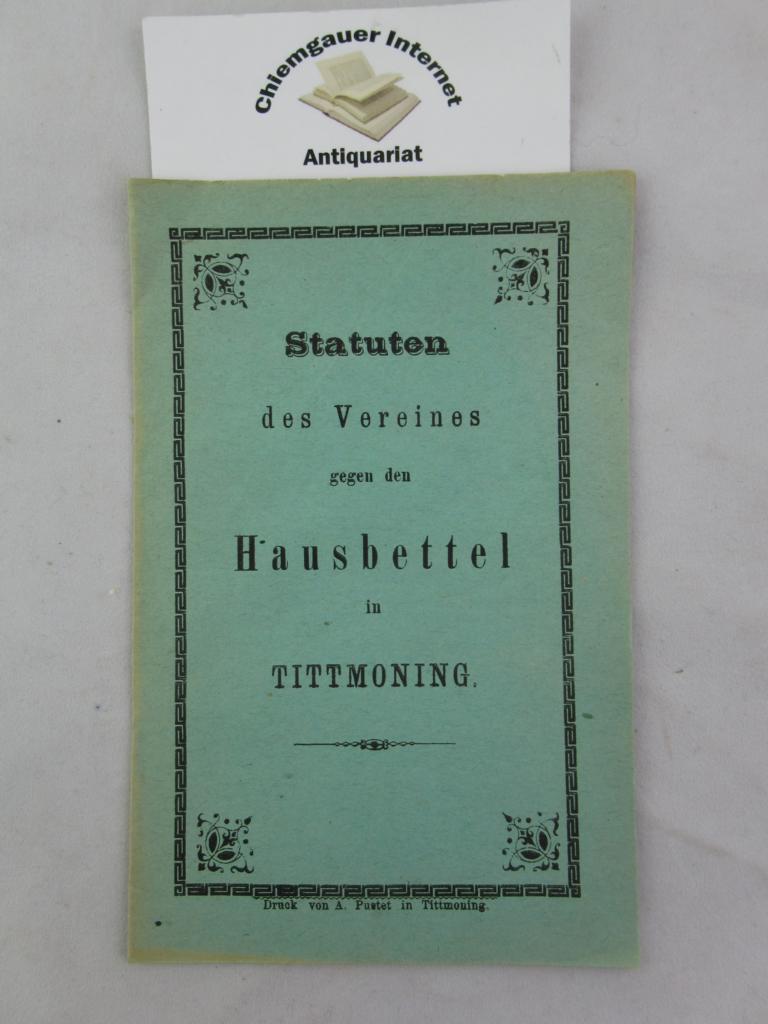 Chiemgauer Internet
Antiquariat
Statuten
des Vereines
gegen den
Hausbettel
in
TITTMONING.
Druck von A. Pustet in Tittmoning.